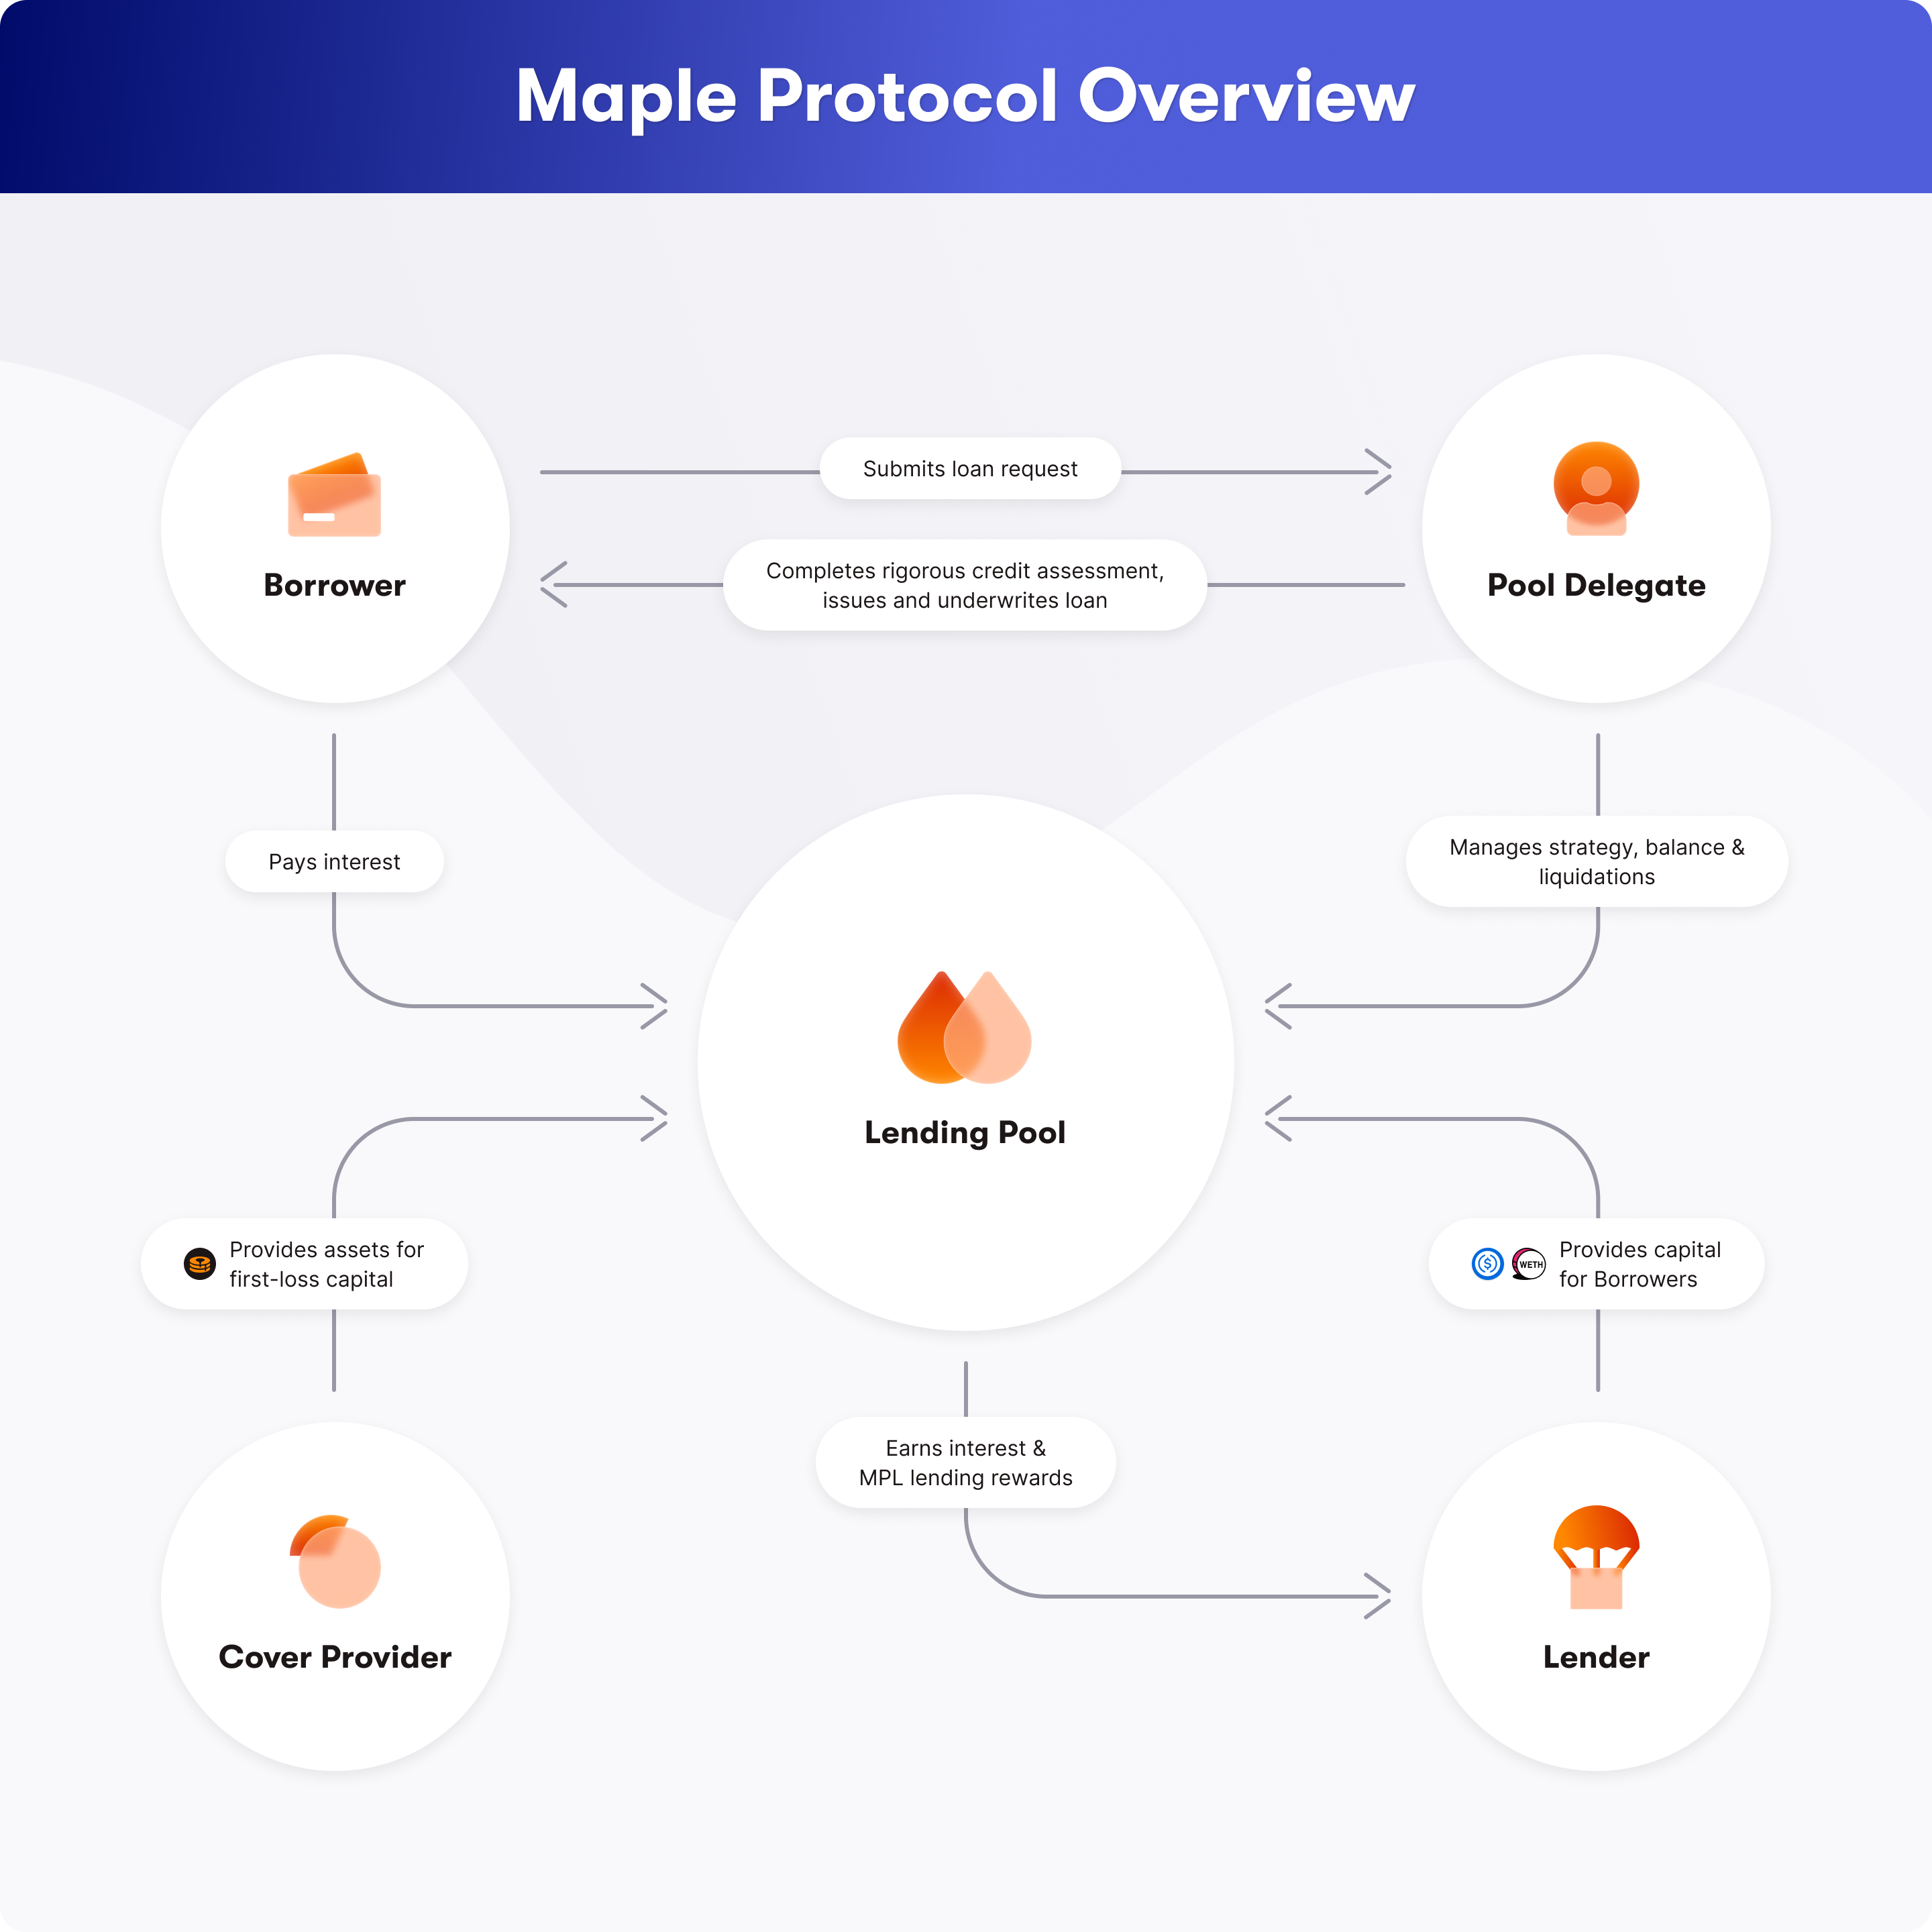 Maple Protocol Overview
Submits loan request
Borrower
Pool Delegate
Completes rigorous credit assessment,
issues and underwrites loan
Pays interest
Manages strategy, balance &
liquidations
Lending Pool
Provides assets for
first-loss capital
WETH
Provides capital
for Borrowers
Earns interest &
MPL lending rewards
Cover Provider
Lender